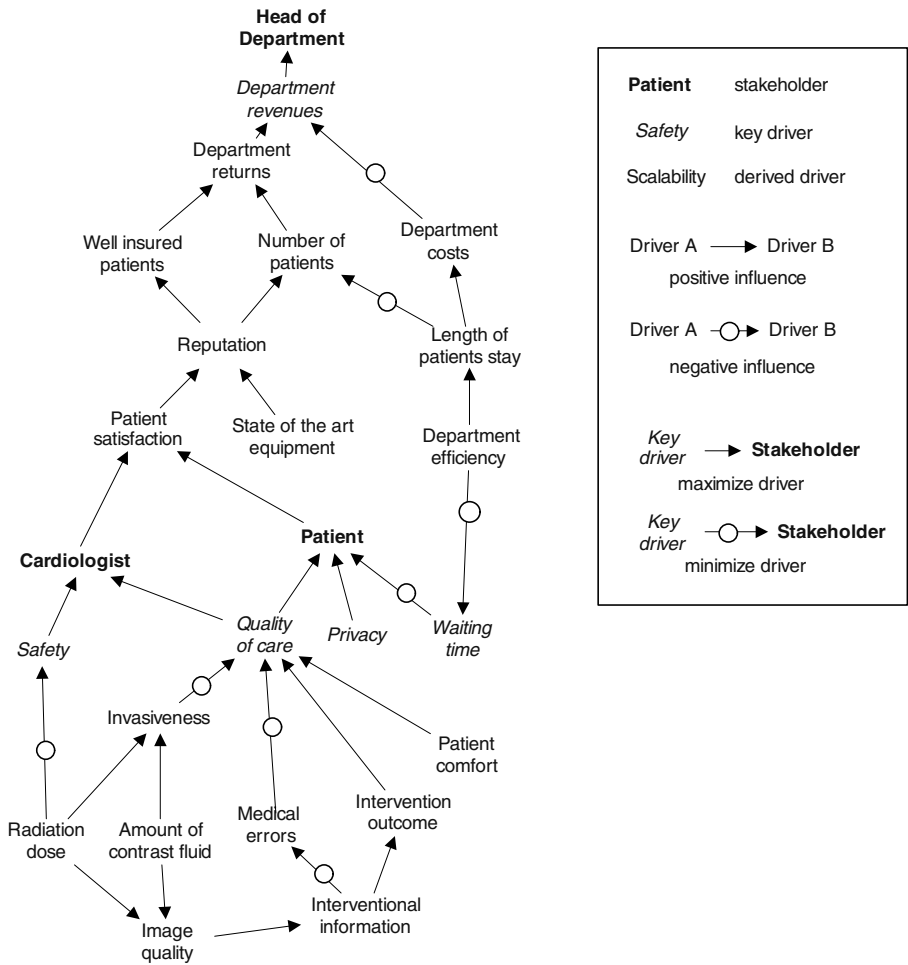 Head of
Department
Department
revenues
Department
returns
Well insured
patients
Number of
patients
Department
costs
Reputation
Length of
patients stay
Patient
satisfaction
State of the art
equipment
Department
efficiency
Cardiologist
Patient
Safety
Quality
of care
Privacy
Waiting
time
Invasiveness
Patient
comfort
Radiation
dose
Amount of
contrast fluid
Medical
errors
Intervention
outcome
Image
quality
Interventional
information
Patient stakeholder
Safety key driver
Scalability derived driver
Driver A Driver B
positive influence
Driver A Driver B
negative influence
Key
driver Stakeholder
maximize driver
Key
driver Stakeholder
minimize driver